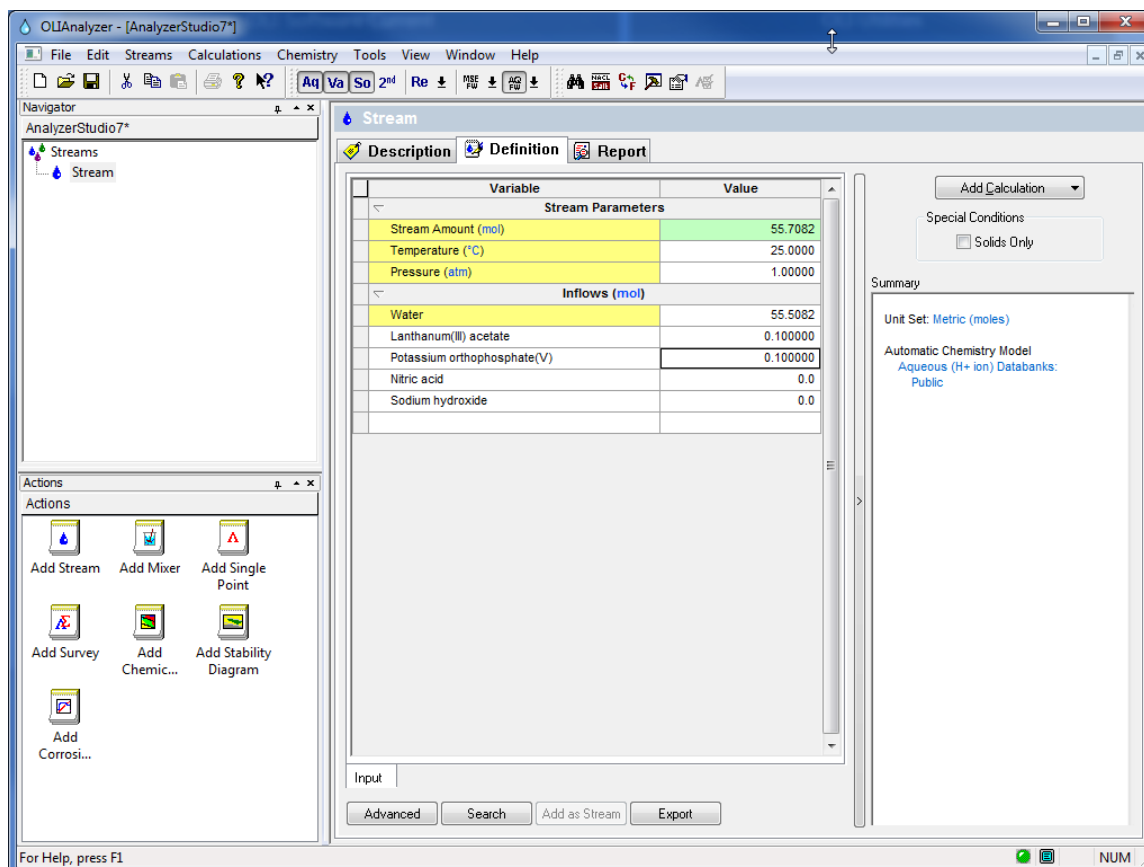 OLIAnalyzer - [AnalyzerStudio7*]
File Edit Streams Calculations Chemistry Tools View Window Help
Aq Va So 2nd Re MSE FW AQ FW
Navigator
AnalyzerStudio7*
Streams
Stream
Actions
Actions
Add Stream Add Mixer Add Single Point
Add Survey Add Chemic... Add Stability Diagram
Add Corrosi...
Stream
Description Definition Report
Variable Value
Stream Parameters
Stream Amount (mol) 55.7082
Temperature (°C) 25.0000
Pressure (atm) 1.00000
Inflows (mol)
Water 55.5082
Lanthanum(III) acetate 0.100000
Potassium orthophosphate(V) 0.100000
Nitric acid 0.0
Sodium hydroxide 0.0
Input
Advanced Search Add as Stream Export
Add Calculation
Special Conditions
Solids Only
Summary
Unit Set: Metric (moles)
Automatic Chemistry Model
Aqueous (H+ ion) Databanks:
Public
For Help, press F1
NUM